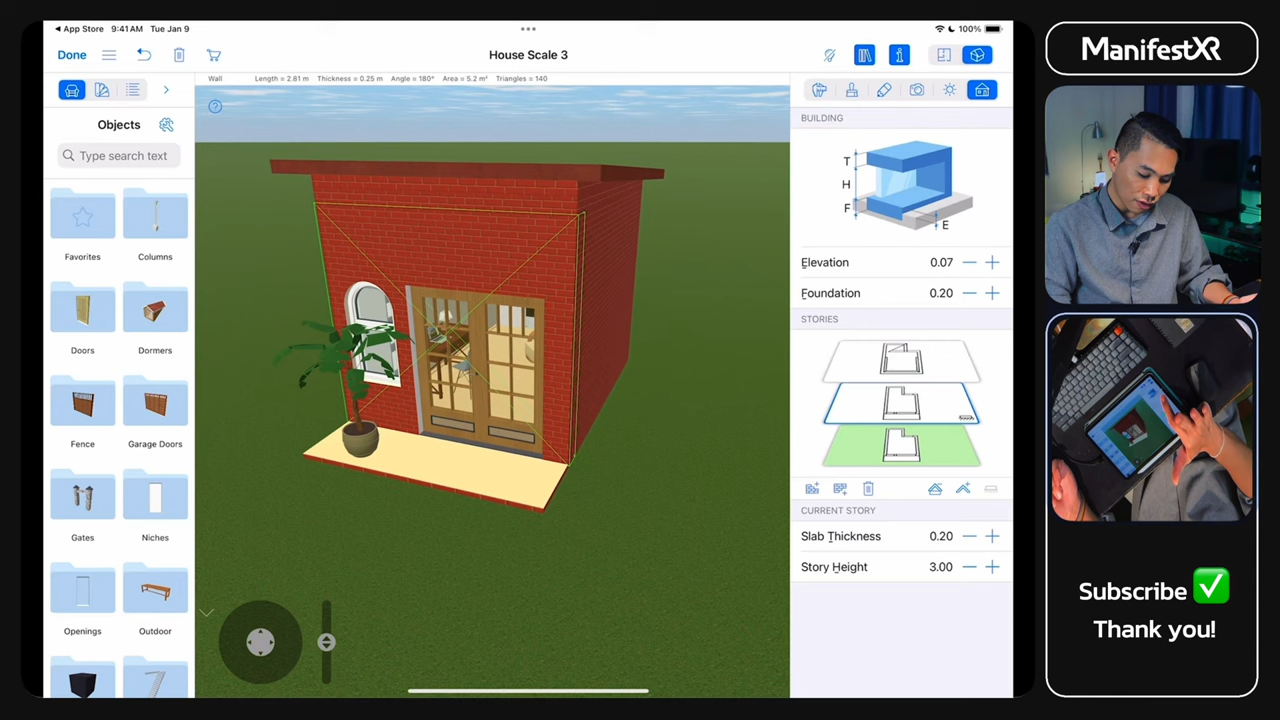 App Store 9:41 AM Tue Jan 9
100%
Done
House Scale 3
Wall Length = 2.81 m Thickness = 0.25 m Angle = 180° Area = 5.2 m² Triangles = 140
Objects
Type search text
Favorites
Columns
Doors
Dormers
Fence
Garage Doors
Gates
Niches
Openings
Outdoor
BUILDING
T
H
F
E
Elevation 0.07
Foundation 0.20
STORIES
CURRENT STORY
Slab Thickness 0.20
Story Height 3.00
ManifestXR
Subscribe ✅
Thank you!